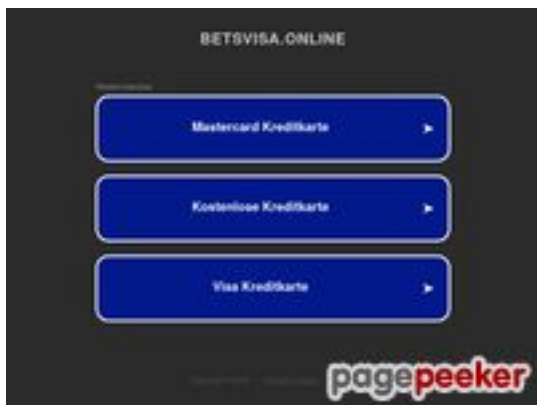 BETSVISA.ONLINE
Mastercard Kreditkarte
Kostenlose Kreditkarte
Visa Kreditkarte
pagepeeker